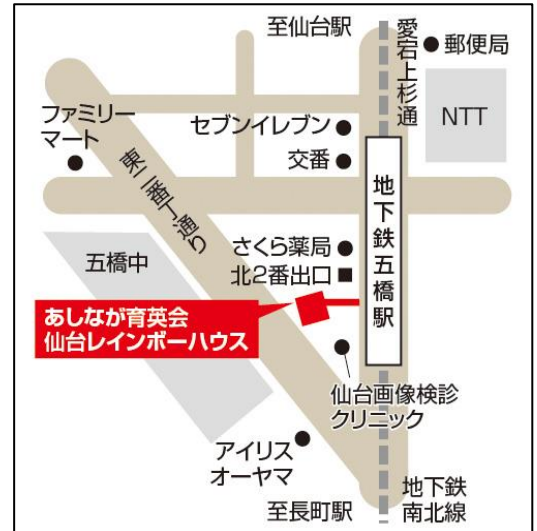 至仙台駅
愛宕上杉通
郵便局
NTT
ファミリー
マート
セブンイレブン
交番
東二番丁通り
地下鉄五橋駅
さくら薬局
北2番出口
五橋中
あしなが育英会
仙台レインボーハウス
仙台画像検診
クリニック
アイリス
オーヤマ
至長町駅
地下鉄
南北線